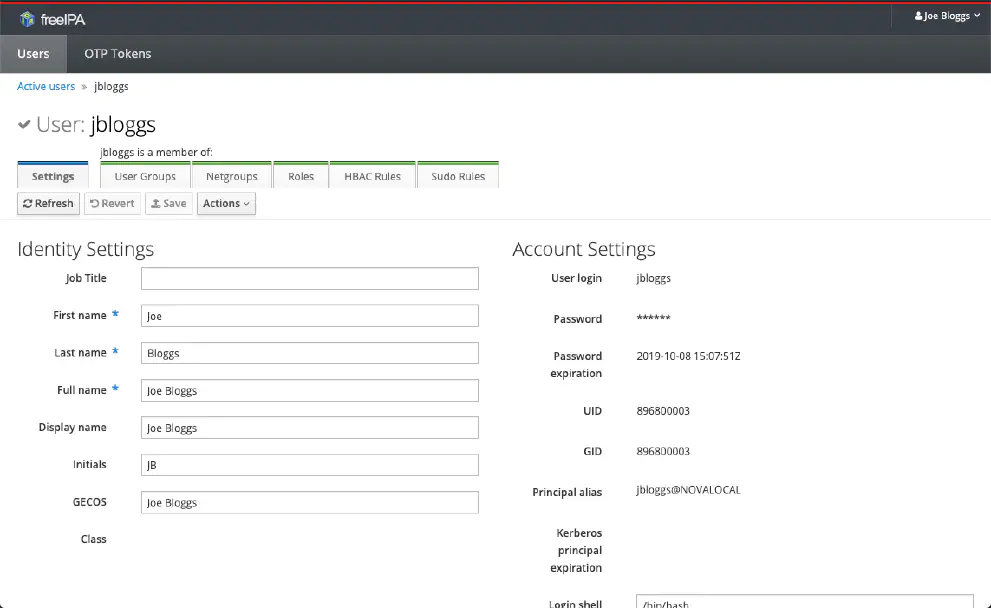 freeIPA
Joe Bloggs
Users OTP Tokens
Active users » jbloggs
User: jbloggs
jbloggs is a member of:
Settings User Groups Netgroups Roles HBAC Rules Sudo Rules
Refresh Revert Save Actions
Identity Settings
Job Title
First name * Joe
Last name * Bloggs
Full name * Joe Bloggs
Display name Joe Bloggs
Initials JB
GECOS Joe Bloggs
Class
Account Settings
User login jbloggs
Password ******
Password
expiration
2019-10-08 15:07:51Z
UID 896800003
GID 896800003
Principal alias jbloggs@NOVALOCAL
Kerberos
principal
expiration
Login shell /bin/bash